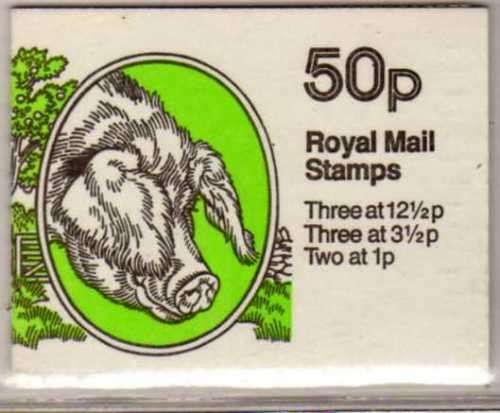 50p
Royal Mail
Stamps
Three at 12½p
Three at 3½p
Two at 1p